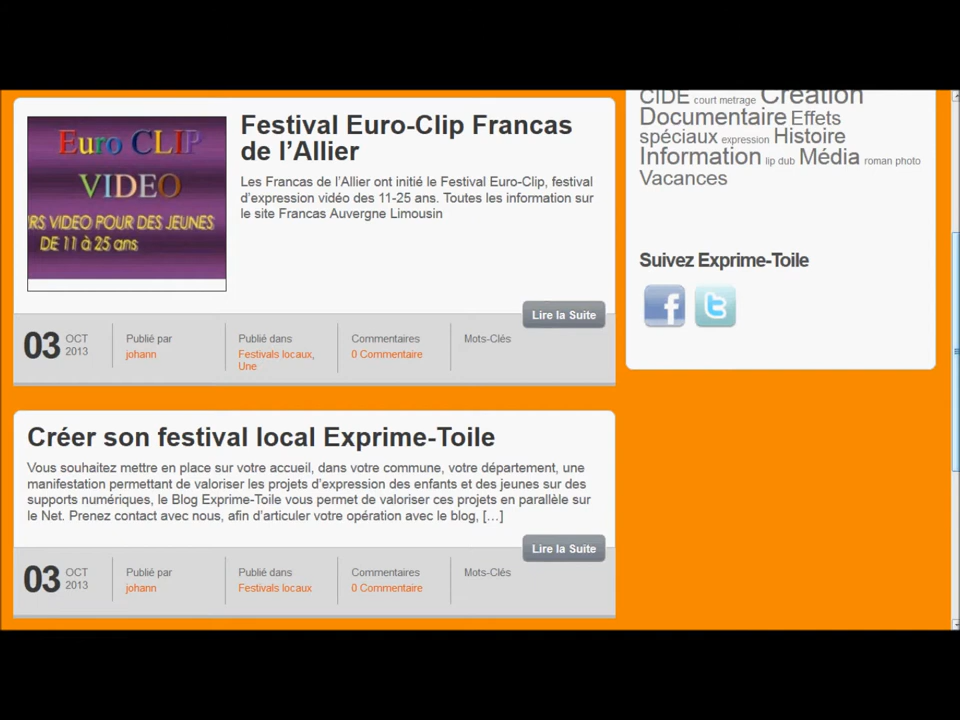 Euro CLIP
VIDEO
RS VIDEO POUR DES JEUNES
DE 11 à 25 ans
Festival Euro-Clip Francas
de l’Allier
Les Francas de l’Allier ont initié le Festival Euro-Clip, festival
d’expression vidéo des 11-25 ans. Toutes les information sur
le site Francas Auvergne Limousin
Lire la Suite
03 OCT
2013
Publié par
johann
Publié dans
Festivals locaux,
Une
Commentaires
0 Commentaire
Mots-Clés
Créer son festival local Exprime-Toile
Vous souhaitez mettre en place sur votre accueil, dans votre commune, votre département, une
manifestation permettant de valoriser les projets d’expression des enfants et des jeunes sur des
supports numériques, le Blog Exprime-Toile vous permet de valoriser ces projets en parallèle sur
le Net. Prenez contact avec nous, afin d’articuler votre opération avec le blog, […]
Lire la Suite
03 OCT
2013
Publié par
johann
Publié dans
Festivals locaux
Commentaires
0 Commentaire
Mots-Clés
CIDE court metrage Création
Documentaire Effets
spéciaux expression Histoire
Information lip dub Média roman photo
Vacances
Suivez Exprime-Toile
f
t